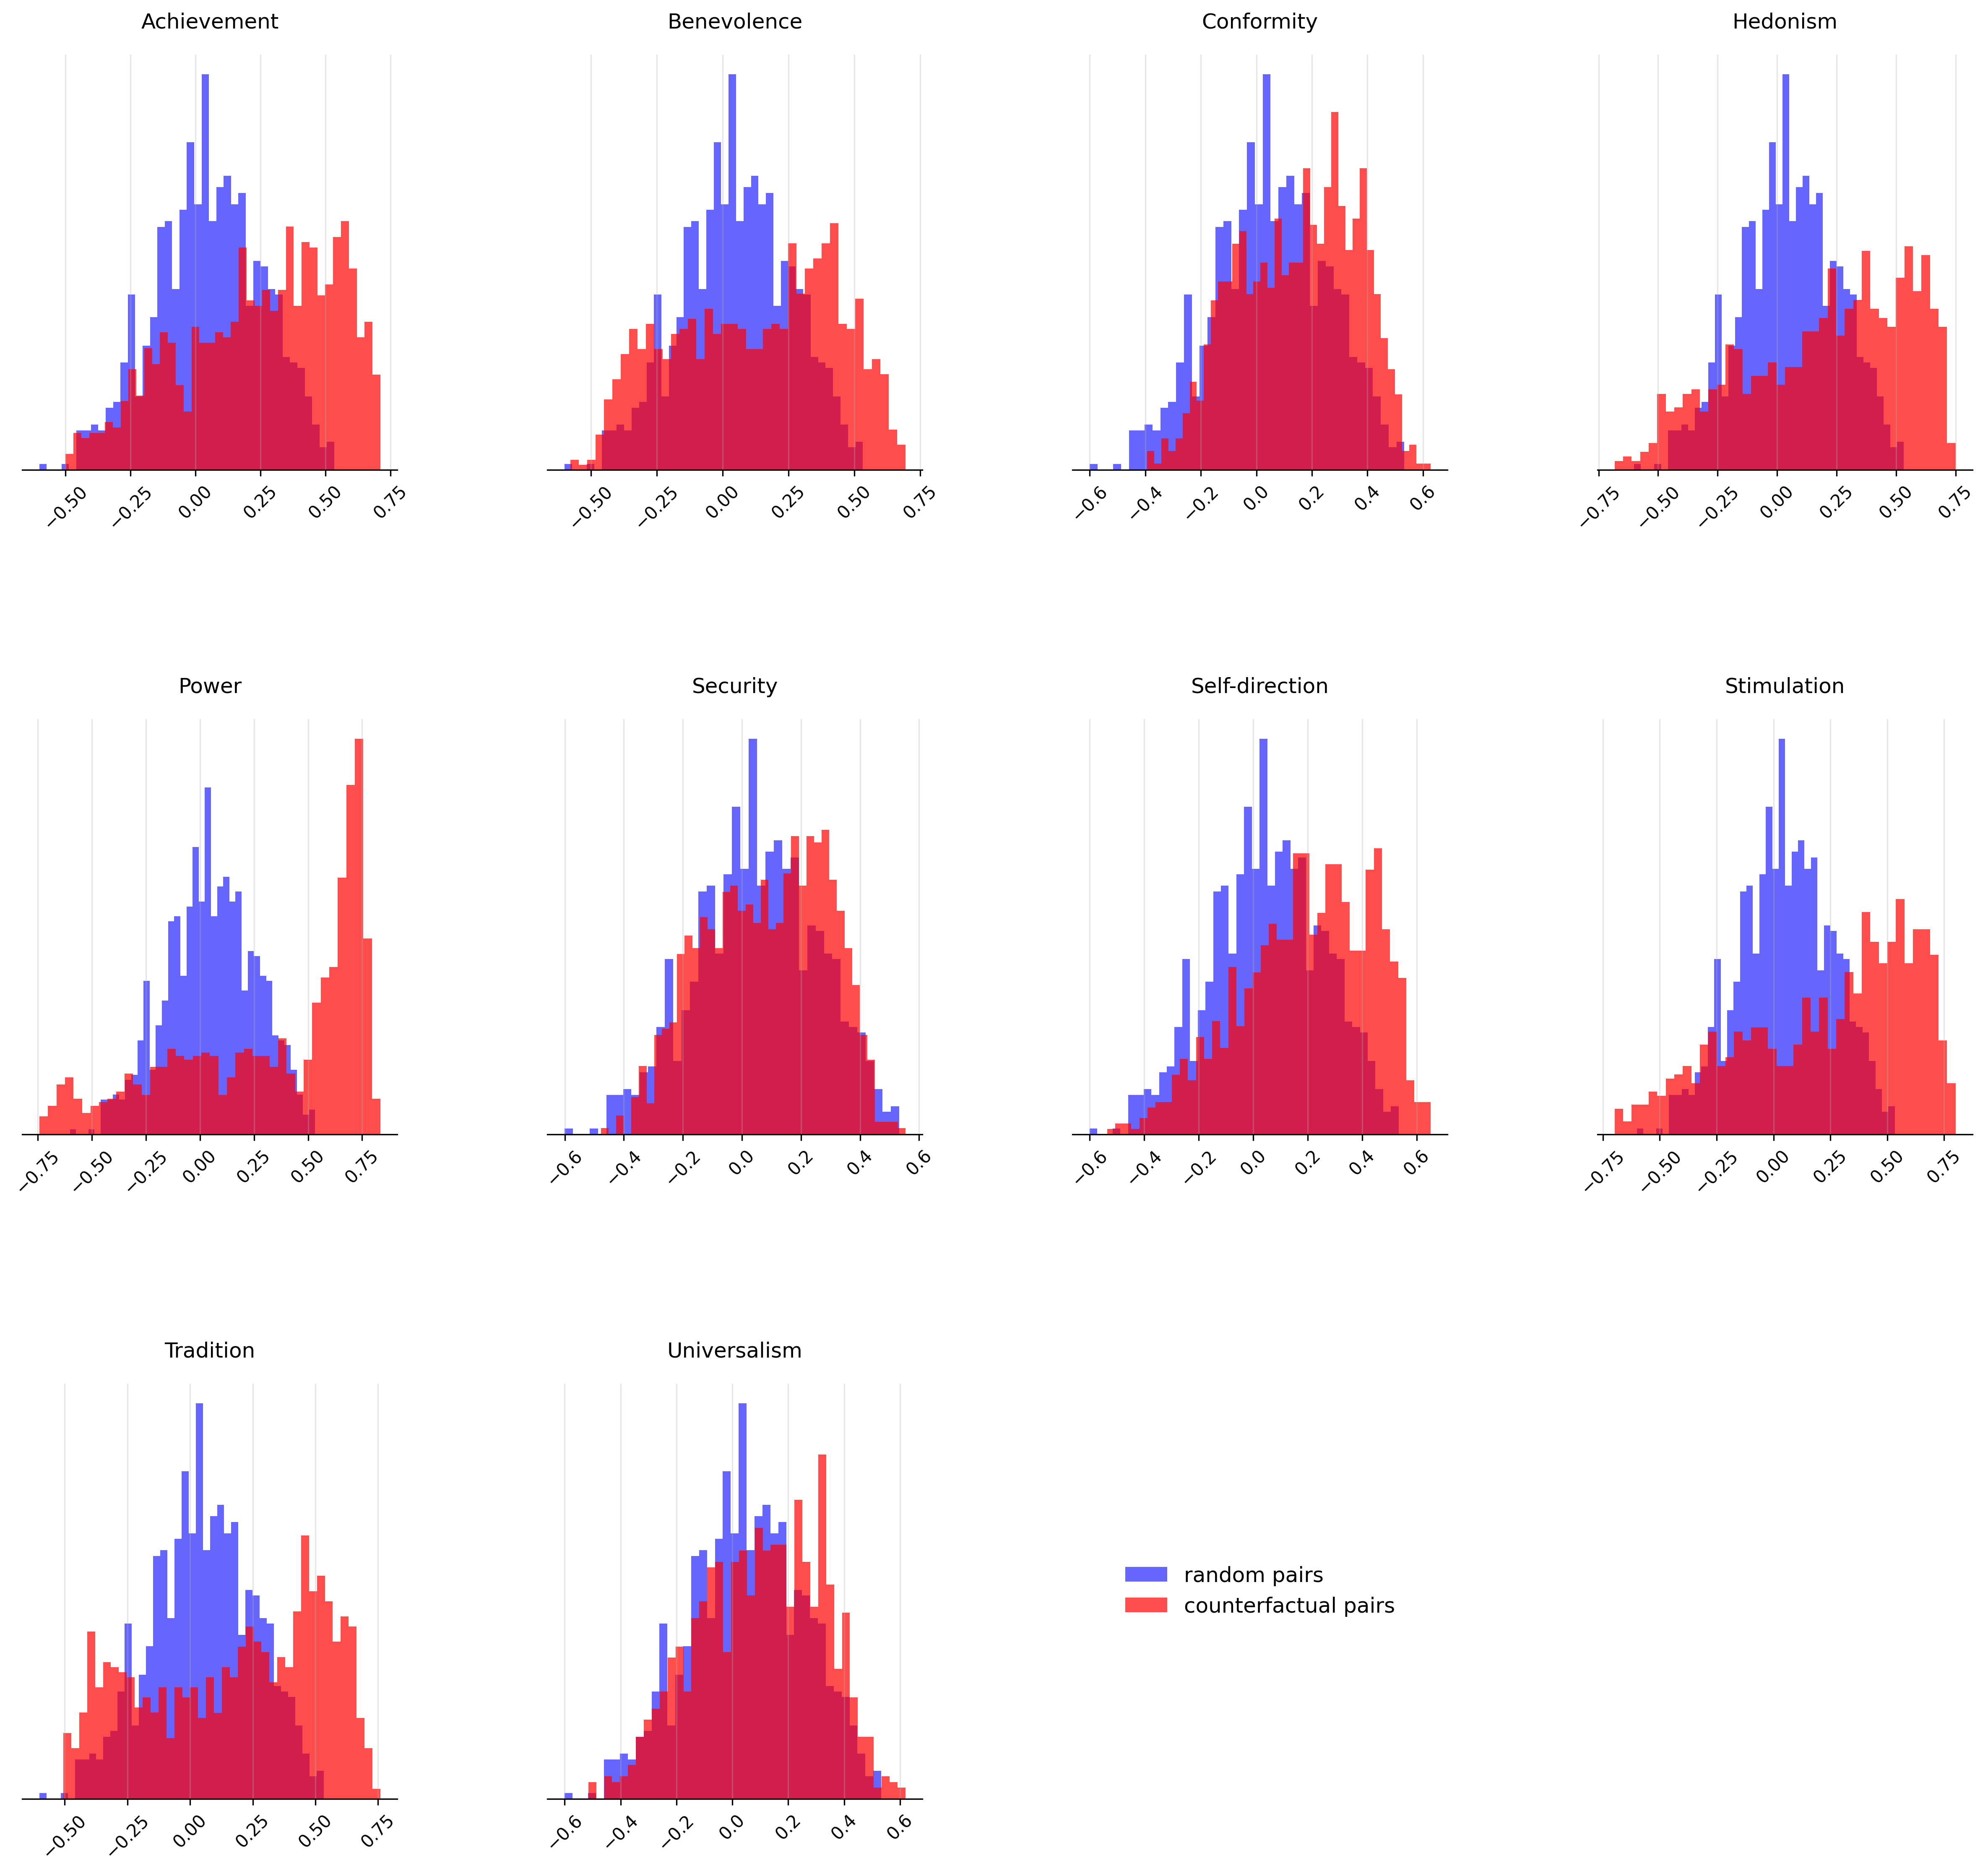 Achievement
Benevolence
Conformity
Hedonism
−0.50 −0.25 0.00 0.25 0.50 0.75
−0.50 −0.25 0.00 0.25 0.50 0.75
−0.6 −0.4 −0.2 0.0 0.2 0.4 0.6
−0.75 −0.50 −0.25 0.00 0.25 0.50 0.75
Power
Security
Self-direction
Stimulation
−0.75 −0.50 −0.25 0.00 0.25 0.50 0.75
−0.6 −0.4 −0.2 0.0 0.2 0.4 0.6
−0.6 −0.4 −0.2 0.0 0.2 0.4 0.6
−0.75 −0.50 −0.25 0.00 0.25 0.50 0.75
Tradition
Universalism
random pairs
counterfactual pairs
−0.50 −0.25 0.00 0.25 0.50 0.75
−0.6 −0.4 −0.2 0.0 0.2 0.4 0.6